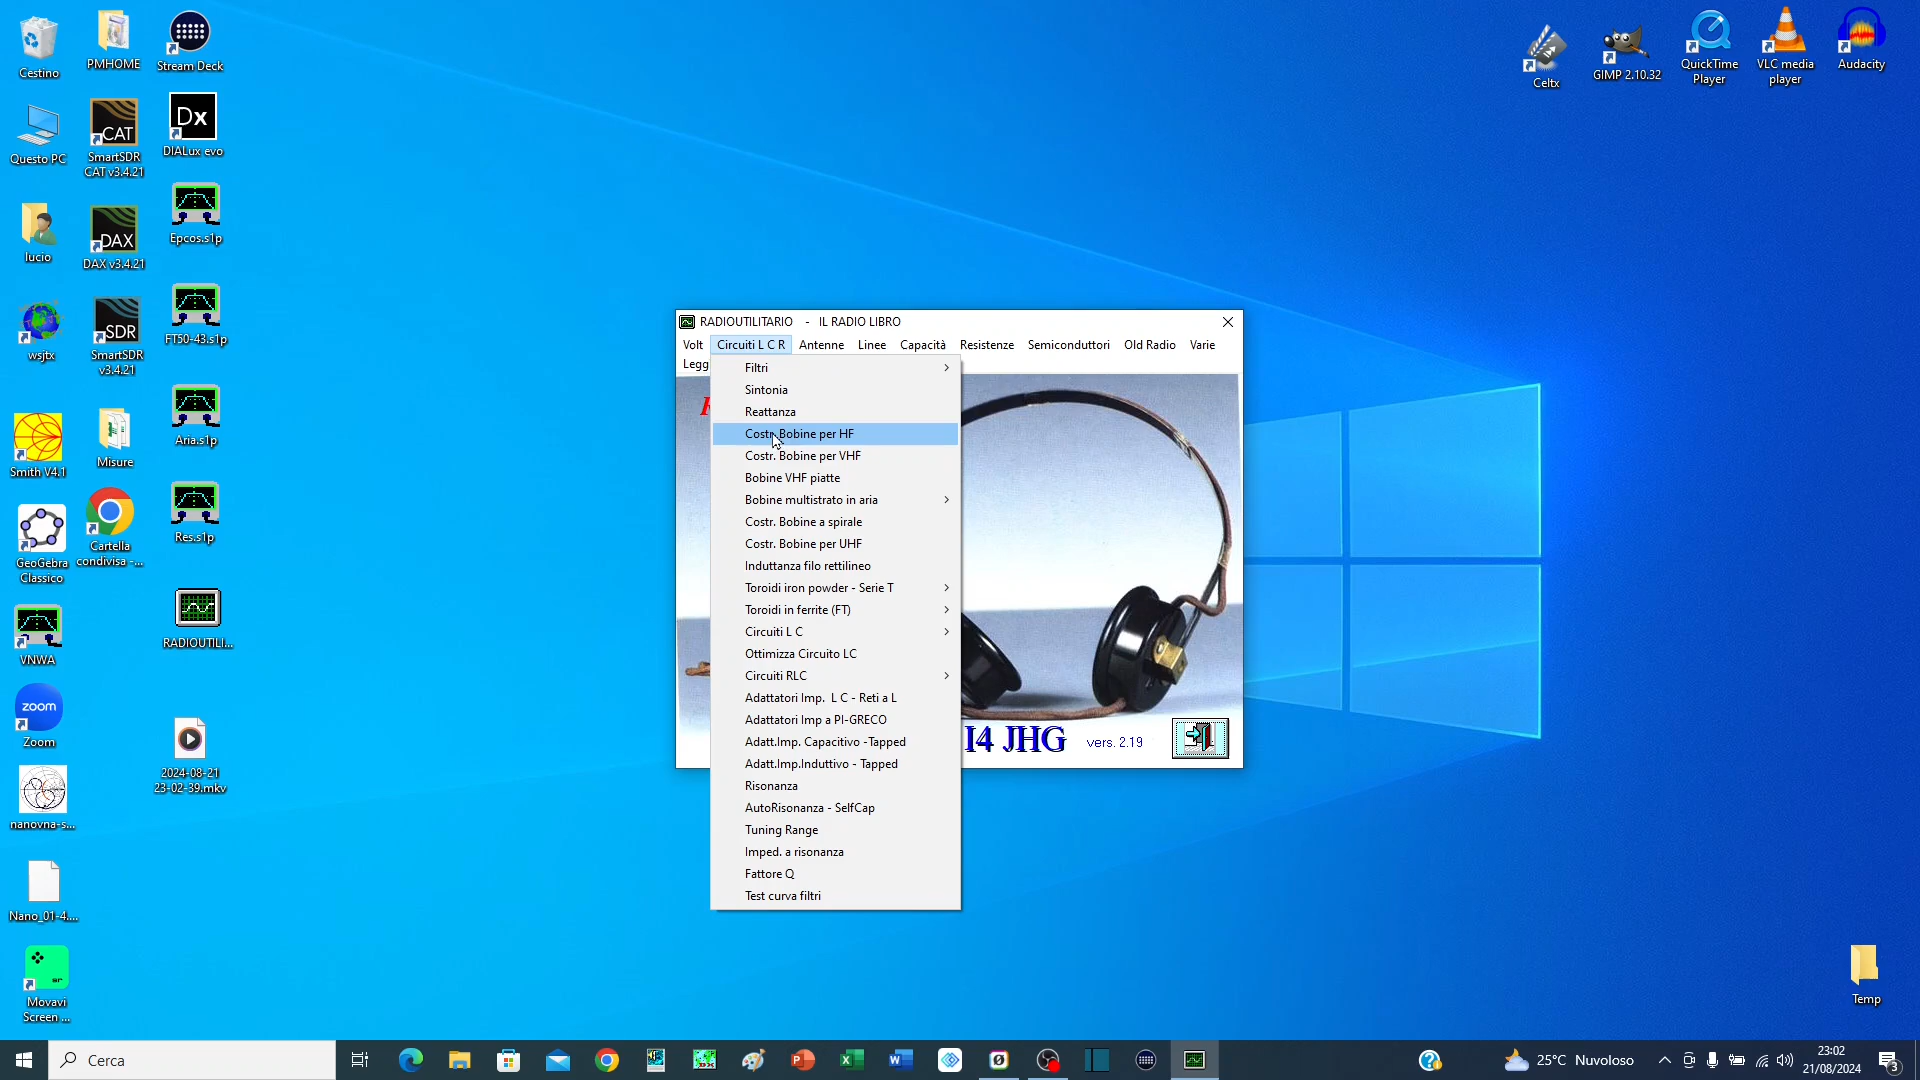 Cestino
PMHOME
Stream Deck
Questo PC
CAT
SmartSDR
CAT v3.4.21
Dx
DIALux evo
lucio
DAX
DAX v3.4.21
Epcos.s1p
wsjtx
SDR
SmartSDR
v3.4.21
FT50-43.s1p
Smith V4.1
Misure
Aria.s1p
GeoGebra
Classico
Cartella
condivisa -...
Res.s1p
VNWA
RADIOUTILI...
zoom
Zoom
2024-08-21
23-02-39.mkv
nanovna-s...
Nano_01-4....
Movavi
Screen ...
Celtx
GIMP 2.10.32
QuickTime
Player
VLC media
player
Audacity
Temp
RADIOUTILITARIO - IL RADIO LIBRO
Volt Circuiti L C R Antenne Linee Capacità Resistenze Semiconduttori Old Radio Varie
Legg
Filtri
Sintonia
Reattanza
Costr. Bobine per HF
Costr. Bobine per VHF
Bobine VHF piatte
Bobine multistrato in aria
Costr. Bobine a spirale
Costr. Bobine per UHF
Induttanza filo rettilineo
Toroidi iron powder - Serie T
Toroidi in ferrite (FT)
Circuiti L C
Ottimizza Circuito LC
Circuiti RLC
Adattatori Imp. L C - Reti a L
Adattatori Imp a PI-GRECO
Adatt.Imp. Capacitivo -Tapped
Adatt.Imp.Induttivo - Tapped
Risonanza
AutoRisonanza - SelfCap
Tuning Range
Imped. a risonanza
Fattore Q
Test curva filtri
I4 JHG vers. 2.19
Cerca
25°C Nuvoloso
23:02
21/08/2024
3